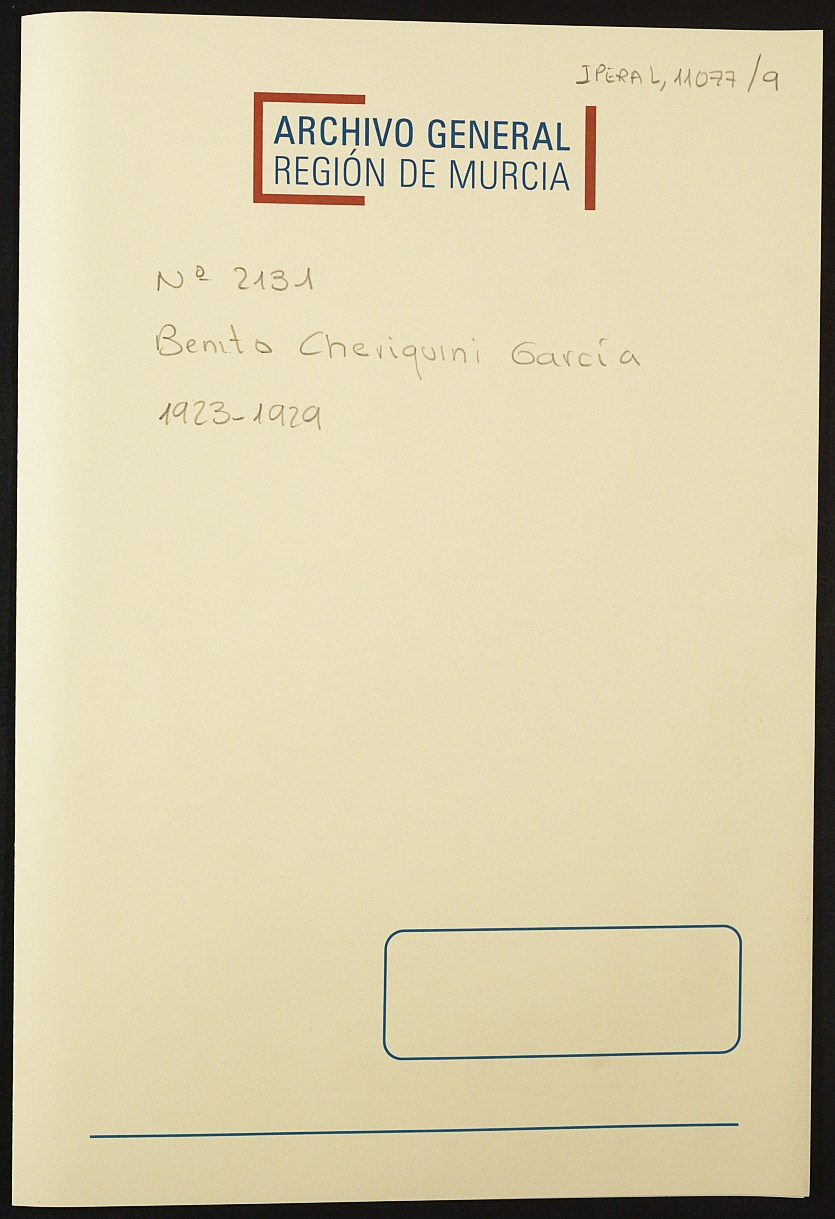 IPERAL, 11077/9
ARCHIVO GENERAL
REGIÓN DE MURCIA
Nº 2131
Benito Cheriquini García
1923-1929